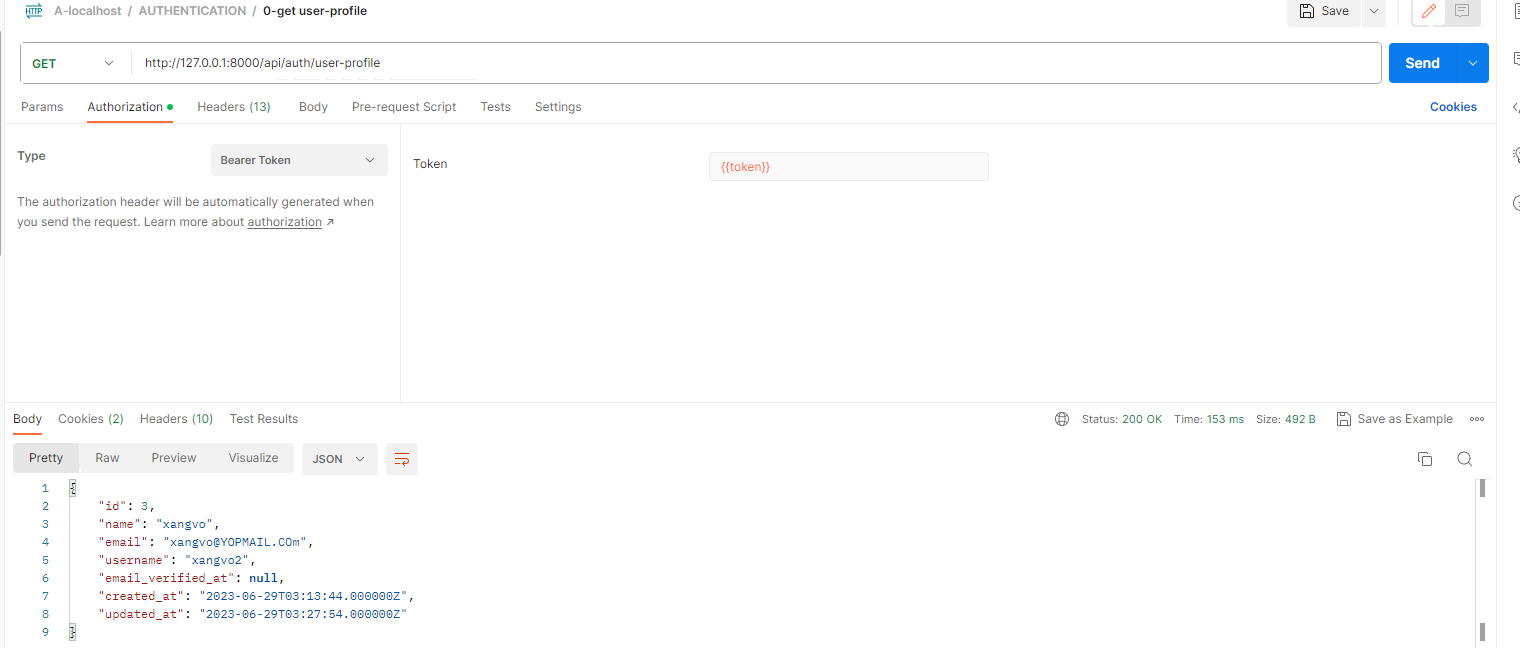 HTTP A-localhost / AUTHENTICATION / 0-get user-profile Save
GET http://127.0.0.1:8000/api/auth/user-profile Send
Params Authorization Headers (13) Body Pre-request Script Tests Settings Cookies
Type Bearer Token Token {{token}}
The authorization header will be automatically generated when
you send the request. Learn more about authorization ↗
Body Cookies (2) Headers (10) Test Results Status: 200 OK Time: 153 ms Size: 492 B Save as Example
Pretty Raw Preview Visualize JSON
1 {
2 "id": 3,
3 "name": "xangvo",
4 "email": "xangvo@YOPMAIL.COm",
5 "username": "xangvo2",
6 "email_verified_at": null,
7 "created_at": "2023-06-29T03:13:44.000000Z",
8 "updated_at": "2023-06-29T03:27:54.000000Z"
9 }